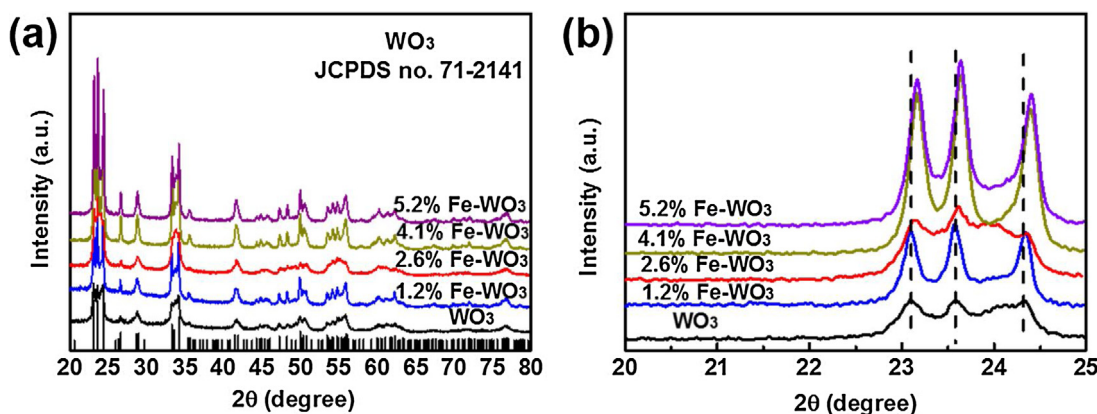 (a)
WO₃
JCPDS no. 71-2141
5.2% Fe-WO₃
4.1% Fe-WO₃
2.6% Fe-WO₃
1.2% Fe-WO₃
WO₃
Intensity (a.u.)
20 25 30 35 40 45 50 55 60 65 70 75 80
2θ (degree)
(b)
5.2% Fe-WO₃
4.1% Fe-WO₃
2.6% Fe-WO₃
1.2% Fe-WO₃
WO₃
Intensity (a.u.)
20 21 22 23 24 25
2θ (degree)